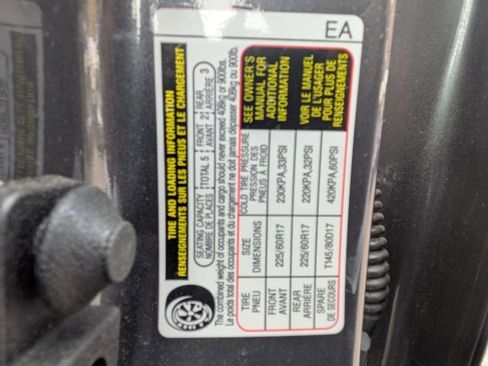 EA
TIRE AND LOADING INFORMATION
RENSEIGNEMENTS SUR LES PNEUS ET LE CHARGEMENT
SEATING CAPACITY
NOMBRE DE PLACES
TOTAL 5
FRONT
AVANT 2
REAR
ARRIÈRE 3
The combined weight of occupants and cargo should never exceed 408kg or 900lbs.
Le poids total des occupants et du chargement ne doit jamais dépasser 408kg ou 900lb.
TIRE
PNEU
SIZE
DIMENSIONS
COLD TIRE PRESSURE
PRESSION DES
PNEUS À FROID
FRONT
AVANT
225/60R17
230KPA,33PSI
REAR
ARRIÈRE
225/60R17
220KPA,32PSI
SPARE
DE SECOURS
T145/80D17
420KPA,60PSI
SEE OWNER'S
MANUAL FOR
ADDITIONAL
INFORMATION
VOIR LE MANUEL
DE L'USAGER
POUR PLUS DE
RENSEIGNEMENTS